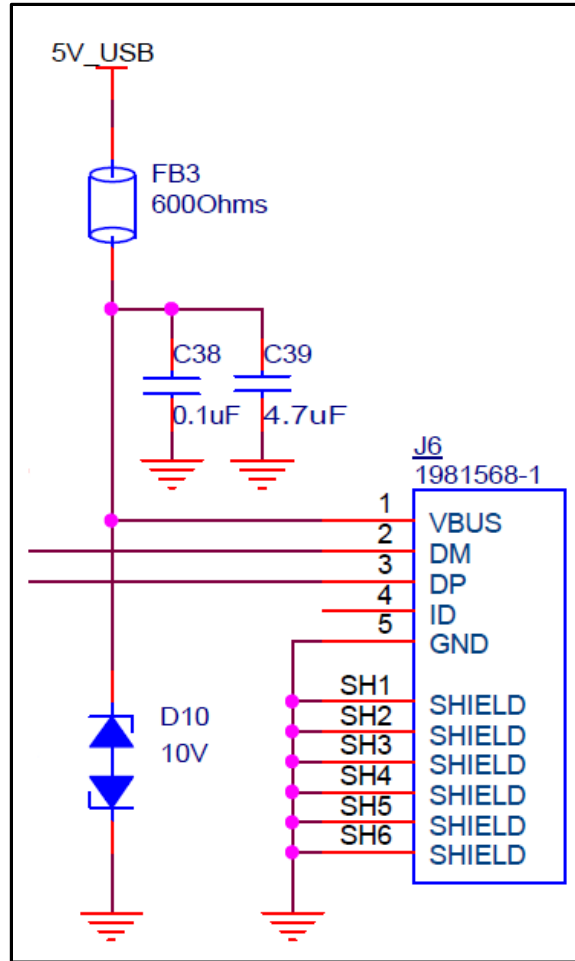 5V_USB
FB3
600Ohms
C38
0.1uF
C39
4.7uF
J6
1981568-1
1 VBUS
2 DM
3 DP
4 ID
5 GND
SH1 SHIELD
SH2 SHIELD
SH3 SHIELD
SH4 SHIELD
SH5 SHIELD
SH6 SHIELD
D10
10V